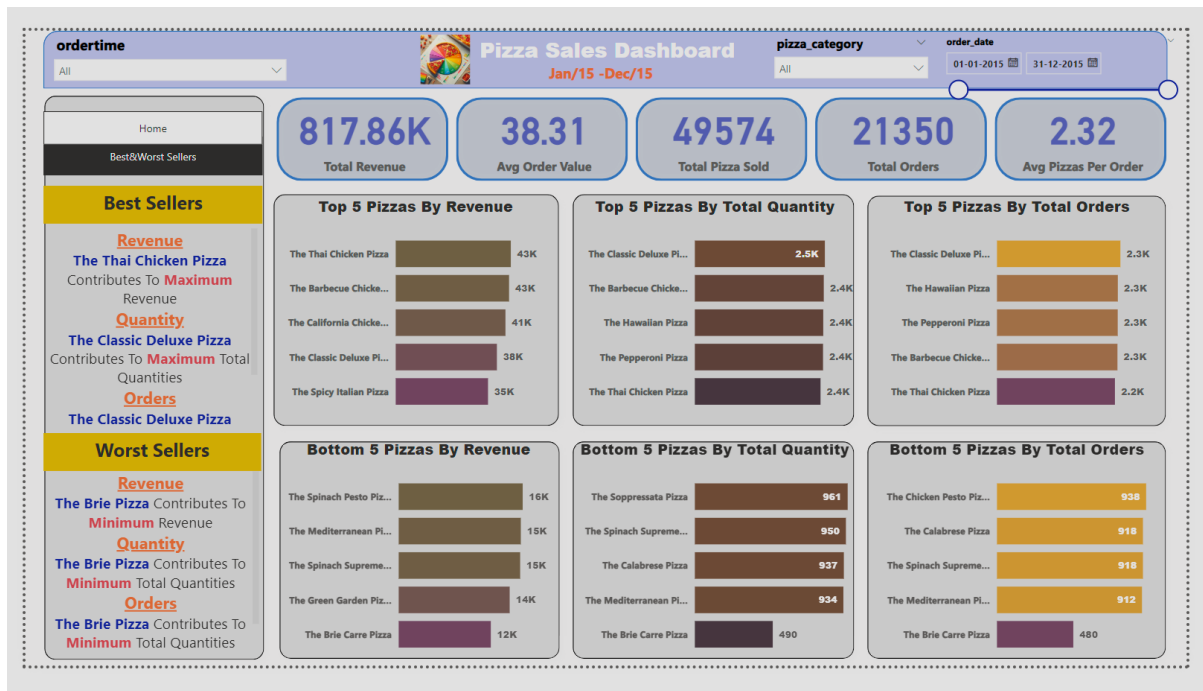 ordertime
All
Pizza Sales Dashboard
Jan/15 -Dec/15
pizza_category
All
order_date
01-01-2015 31-12-2015
Home
Best&Worst Sellers
817.86K
Total Revenue
38.31
Avg Order Value
49574
Total Pizza Sold
21350
Total Orders
2.32
Avg Pizzas Per Order
Best Sellers
Revenue
The Thai Chicken Pizza
Contributes To Maximum
Revenue
Quantity
The Classic Deluxe Pizza
Contributes To Maximum Total
Quantities
Orders
The Classic Deluxe Pizza
Worst Sellers
Revenue
The Brie Pizza Contributes To
Minimum Revenue
Quantity
The Brie Pizza Contributes To
Minimum Total Quantities
Orders
The Brie Pizza Contributes To
Minimum Total Quantities
Top 5 Pizzas By Revenue
The Thai Chicken Pizza 43K
The Barbecue Chicke... 43K
The California Chicke... 41K
The Classic Deluxe Pi... 38K
The Spicy Italian Pizza 35K
Top 5 Pizzas By Total Quantity
The Classic Deluxe Pi... 2.5K
The Barbecue Chicke... 2.4K
The Hawaiian Pizza 2.4K
The Pepperoni Pizza 2.4K
The Thai Chicken Pizza 2.4K
Top 5 Pizzas By Total Orders
The Classic Deluxe Pi... 2.3K
The Hawaiian Pizza 2.3K
The Pepperoni Pizza 2.3K
The Barbecue Chicke... 2.3K
The Thai Chicken Pizza 2.2K
Bottom 5 Pizzas By Revenue
The Spinach Pesto Piz... 16K
The Mediterranean Pi... 15K
The Spinach Supreme... 15K
The Green Garden Piz... 14K
The Brie Carre Pizza 12K
Bottom 5 Pizzas By Total Quantity
The Soppressata Pizza 961
The Spinach Supreme... 950
The Calabrese Pizza 937
The Mediterranean Pi... 934
The Brie Carre Pizza 490
Bottom 5 Pizzas By Total Orders
The Chicken Pesto Piz... 938
The Calabrese Pizza 918
The Spinach Supreme... 918
The Mediterranean Pi... 912
The Brie Carre Pizza 480